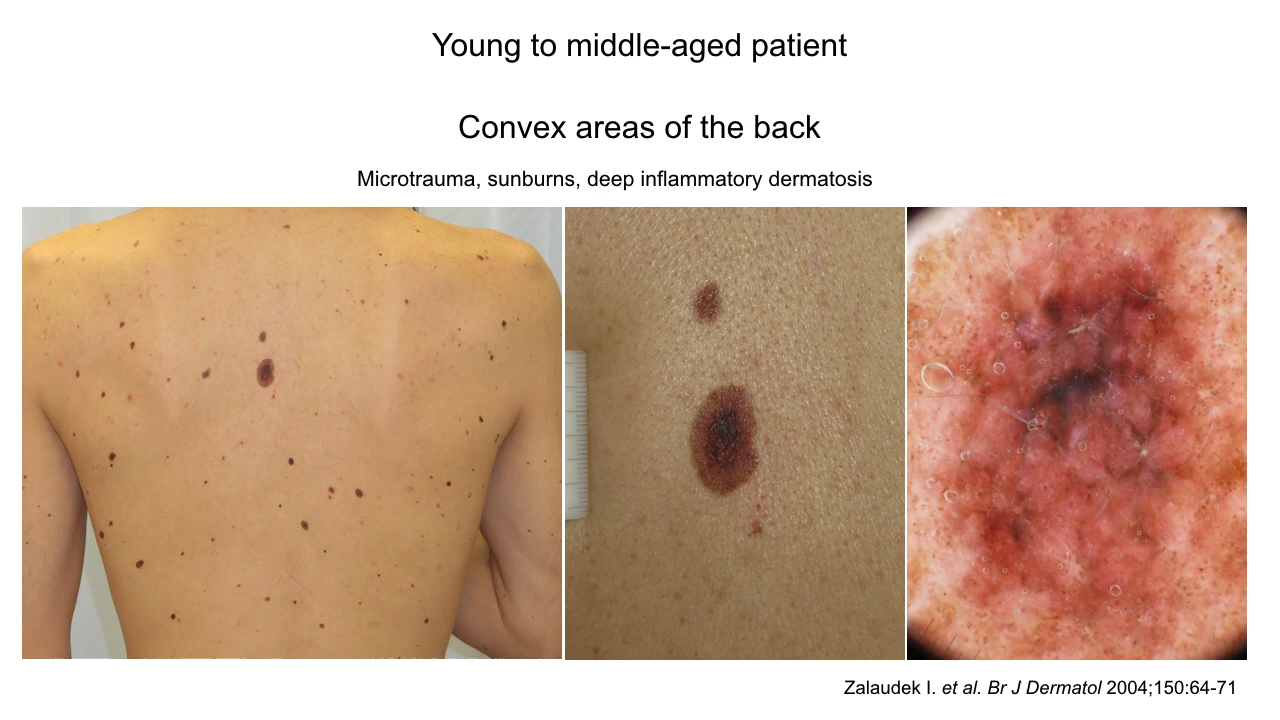 Young to middle-aged patient
Convex areas of the back
Microtrauma, sunburns, deep inflammatory dermatosis
Zalaudek I. et al. Br J Dermatol 2004;150:64-71